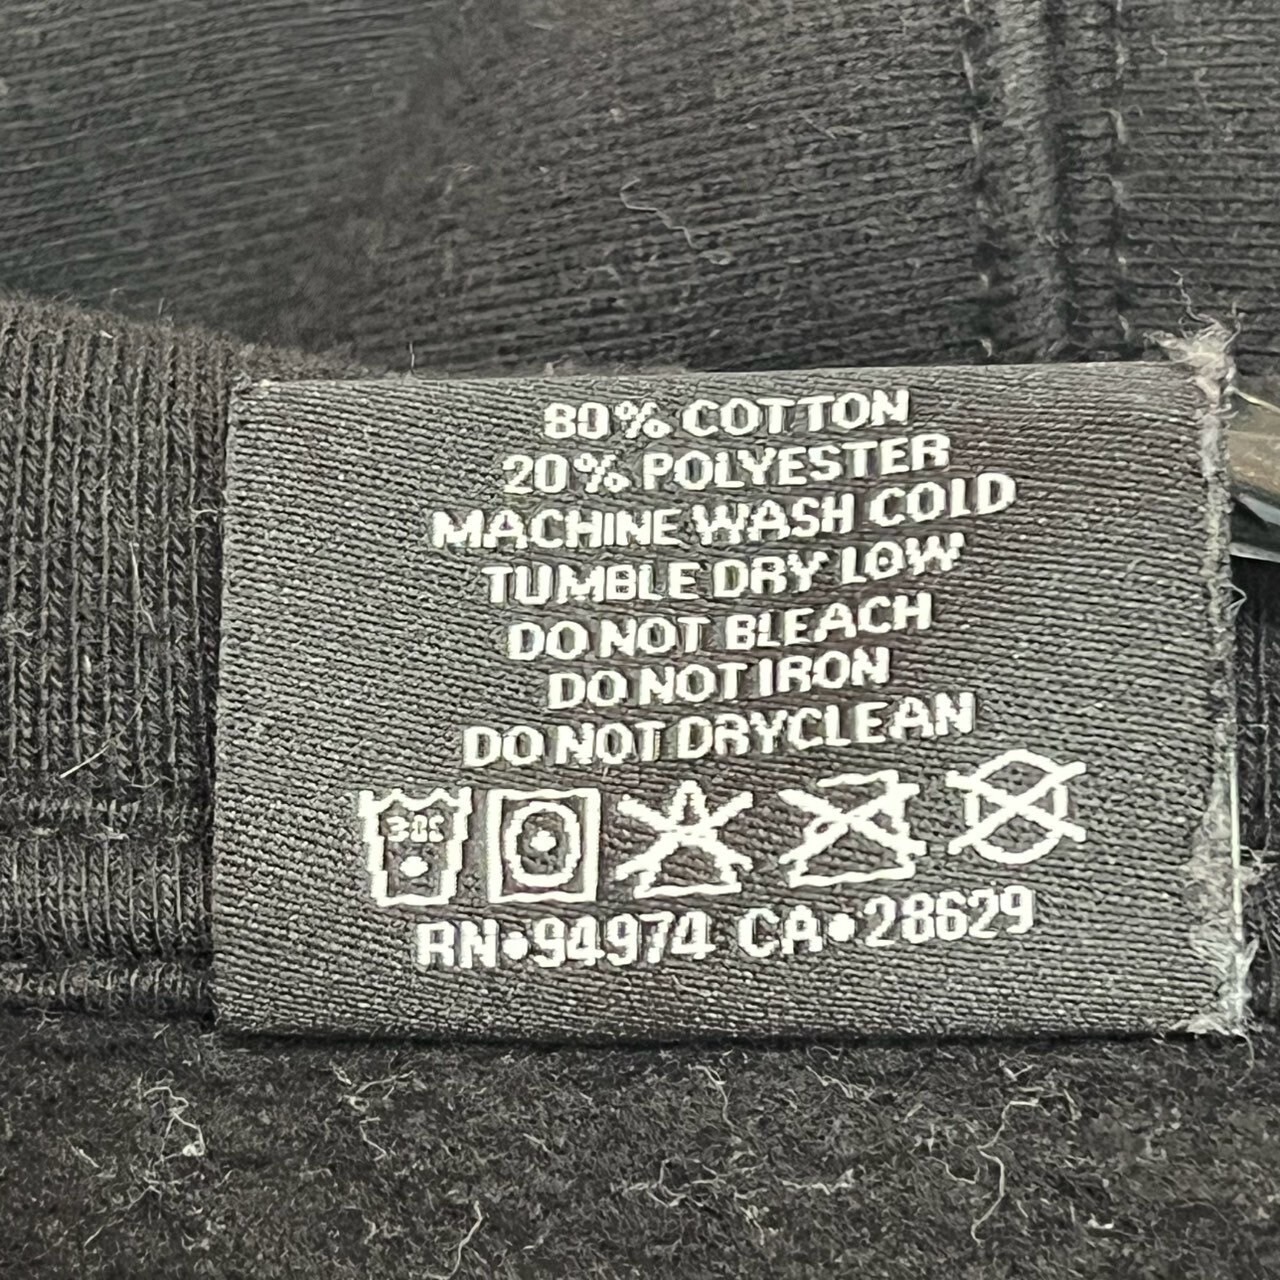 80% COTTON
20% POLYESTER
MACHINE WASH COLD
TUMBLE DRY LOW
DO NOT BLEACH
DO NOT IRON
DO NOT DRYCLEAN
RN•94974 CA•28629